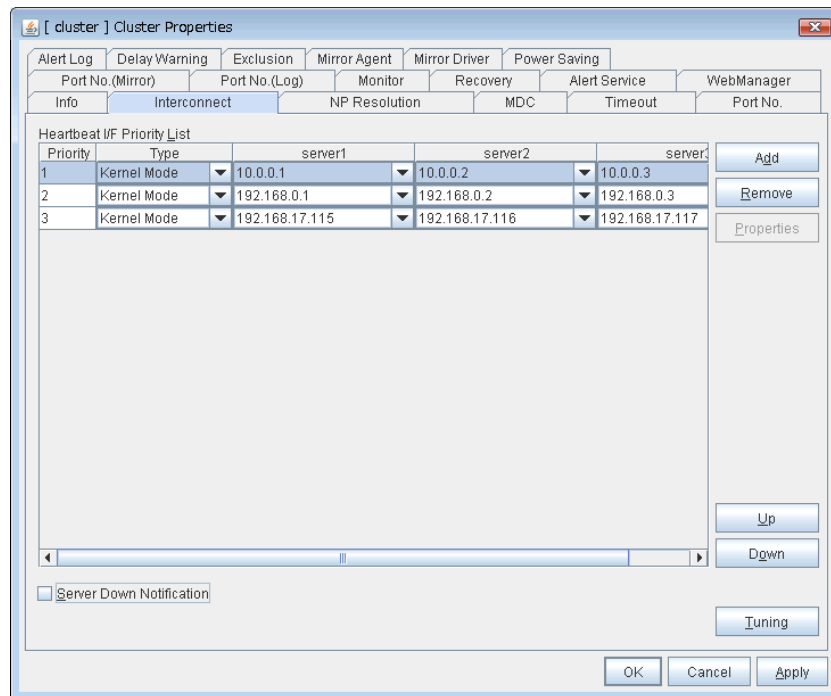 [ cluster ] Cluster Properties
Alert Log Delay Warning Exclusion Mirror Agent Mirror Driver Power Saving
Port No.(Mirror) Port No.(Log) Monitor Recovery Alert Service WebManager
Info Interconnect NP Resolution MDC Timeout Port No.
Heartbeat I/F Priority List
Priority Type server1 server2 server3
1 Kernel Mode 10.0.0.1 10.0.0.2 10.0.0.3
2 Kernel Mode 192.168.0.1 192.168.0.2 192.168.0.3
3 Kernel Mode 192.168.17.115 192.168.17.116 192.168.17.117
Add
Remove
Properties
Up
Down
Server Down Notification
Tuning
OK Cancel Apply